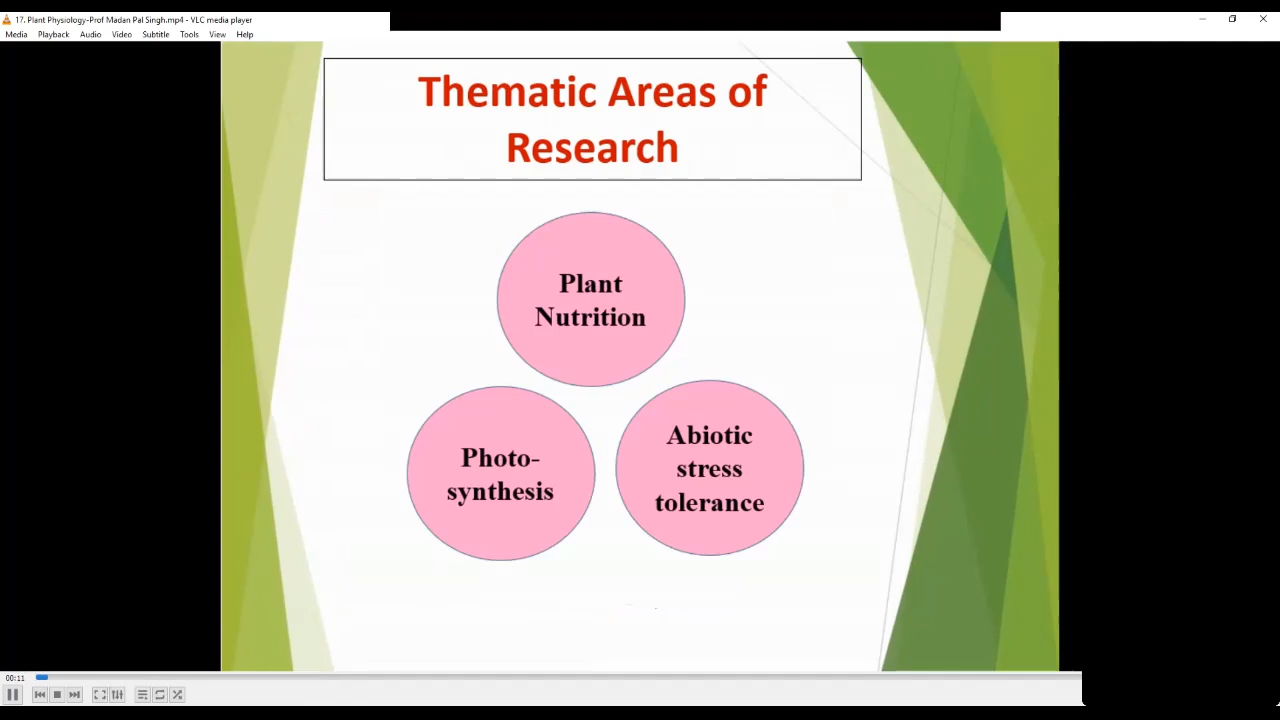 17. Plant Physiology-Prof Madan Pal Singh.mp4 - VLC media player
Media Playback Audio Video Subtitle Tools View Help
Thematic Areas of
Research
Plant
Nutrition
Photo-
synthesis
Abiotic
stress
tolerance
00:11